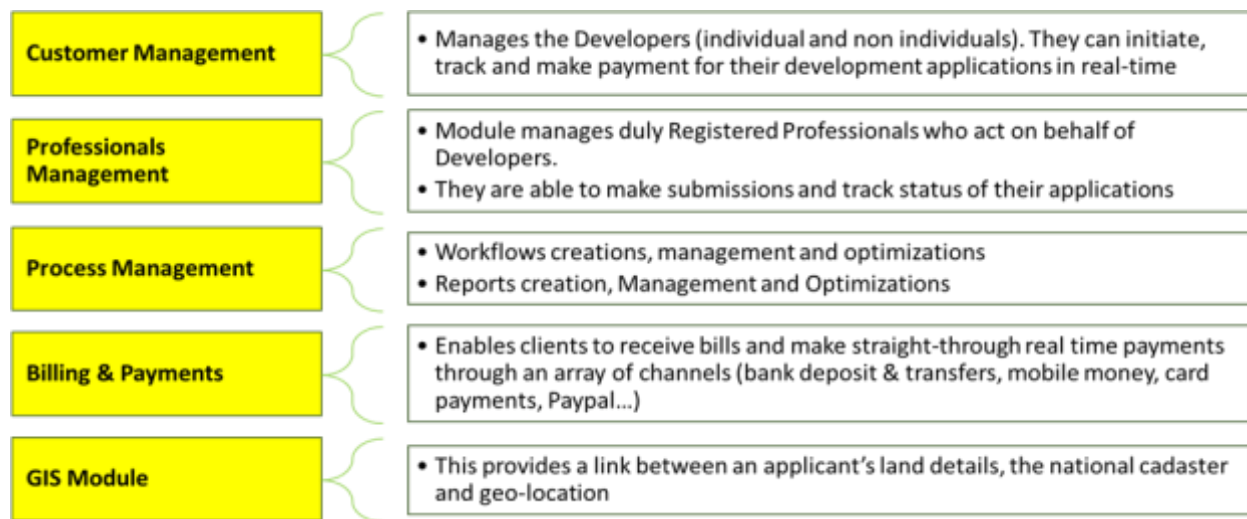 Customer Management
• Manages the Developers (individual and non individuals). They can initiate,
track and make payment for their development applications in real-time
Professionals
Management
• Module manages duly Registered Professionals who act on behalf of
Developers.
• They are able to make submissions and track status of their applications
Process Management
• Workflows creations, management and optimizations
• Reports creation, Management and Optimizations
Billing & Payments
• Enables clients to receive bills and make straight-through real time payments
through an array of channels (bank deposit & transfers, mobile money, card
payments, Paypal...)
GIS Module
• This provides a link between an applicant's land details, the national cadaster
and geo-location